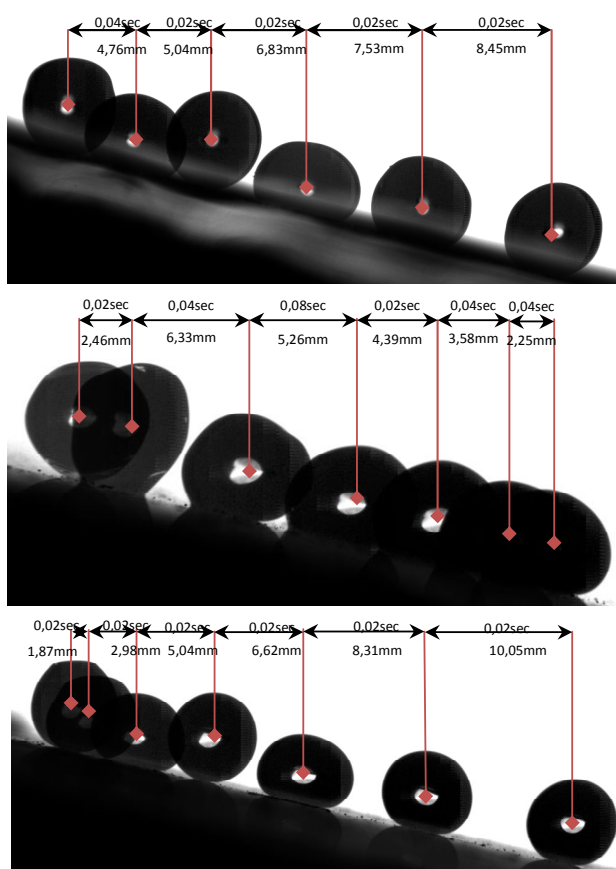 0,04sec 0,02sec 0,02sec 0,02sec 0,02sec
4,76mm 5,04mm 6,83mm 7,53mm 8,45mm
0,02sec 0,04sec 0,08sec 0,02sec 0,04sec 0,04sec
2,46mm 6,33mm 5,26mm 4,39mm 3,58mm 2,25mm
0,02sec 0,02sec 0,02sec 0,02sec 0,02sec 0,02sec
1,87mm 2,98mm 5,04mm 6,62mm 8,31mm 10,05mm